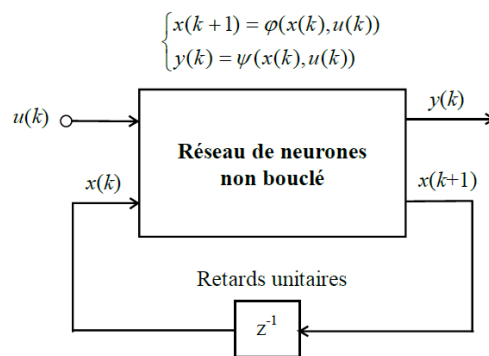 x(k+1) = φ(x(k),u(k))
y(k) = ψ(x(k),u(k))
u(k)
y(k)
Réseau de neurones
non bouclé
x(k)
x(k+1)
Retards unitaires
z⁻¹